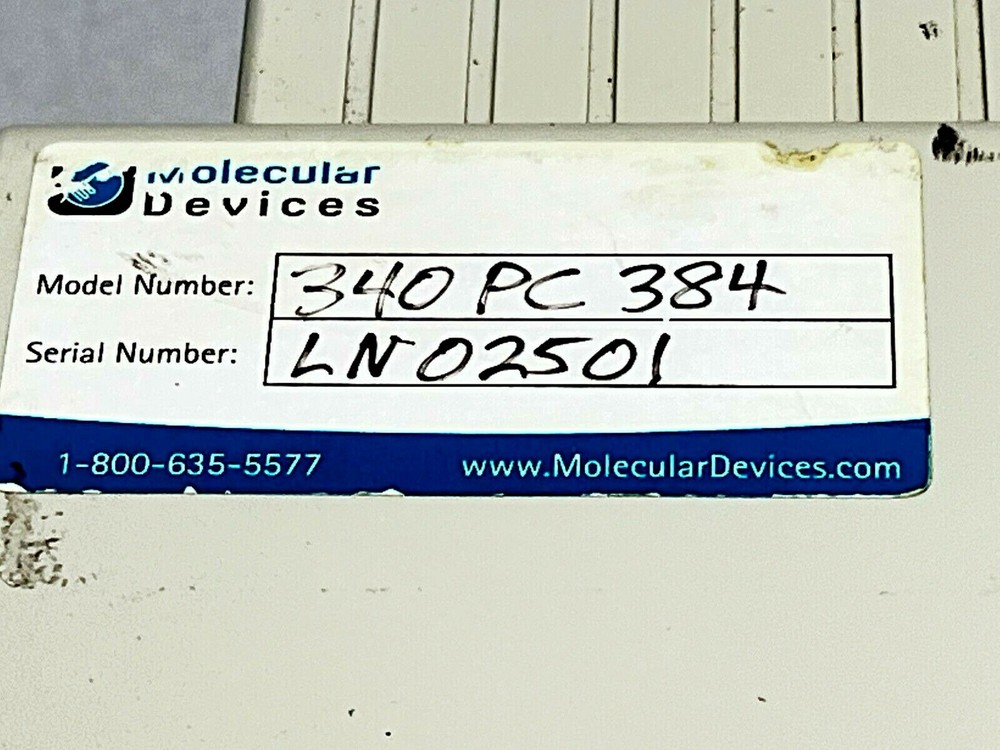 Molecular
Devices
Model Number: 340 PC 384
Serial Number: LN02501
1-800-635-5577 www.MolecularDevices.com